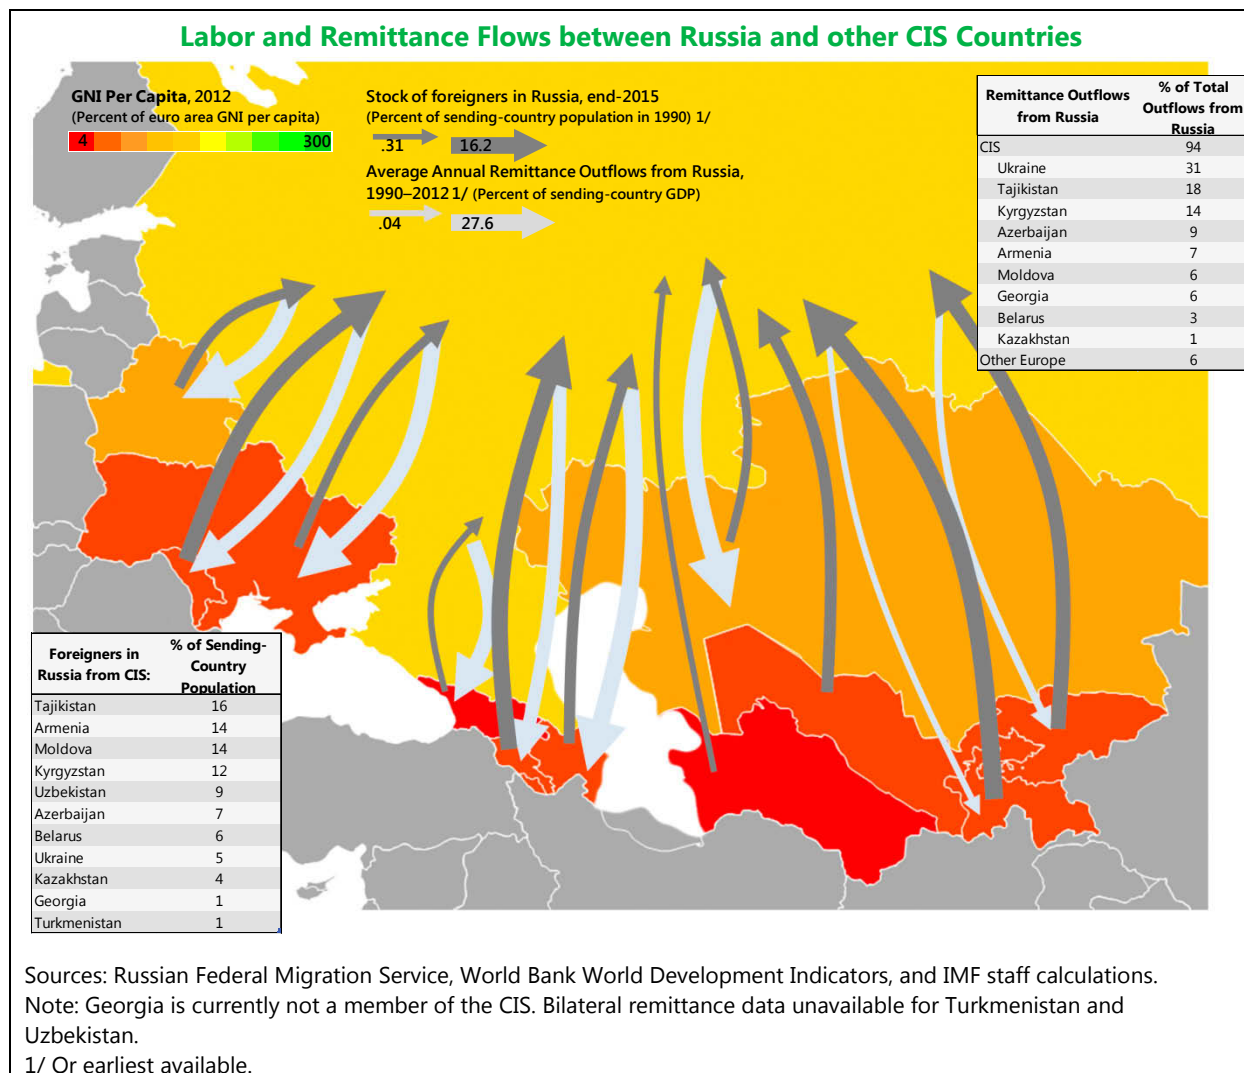 Labor and Remittance Flows between Russia and other CIS Countries
GNI Per Capita, 2012
(Percent of euro area GNI per capita)
4 300
Stock of foreigners in Russia, end-2015
(Percent of sending-country population in 1990) 1/
.31 16.2
Average Annual Remittance Outflows from Russia,
1990–2012 1/ (Percent of sending-country GDP)
.04 27.6
Remittance Outflows from Russia % of Total Outflows from Russia
CIS 94
Ukraine 31
Tajikistan 18
Kyrgyzstan 14
Azerbaijan 9
Armenia 7
Moldova 6
Georgia 6
Belarus 3
Kazakhstan 1
Other Europe 6
Foreigners in Russia from CIS: % of Sending-Country Population
Tajikistan 16
Armenia 14
Moldova 14
Kyrgyzstan 12
Uzbekistan 9
Azerbaijan 7
Belarus 6
Ukraine 5
Kazakhstan 4
Georgia 1
Turkmenistan 1
Sources: Russian Federal Migration Service, World Bank World Development Indicators, and IMF staff calculations.
Note: Georgia is currently not a member of the CIS. Bilateral remittance data unavailable for Turkmenistan and
Uzbekistan.
1/ Or earliest available.